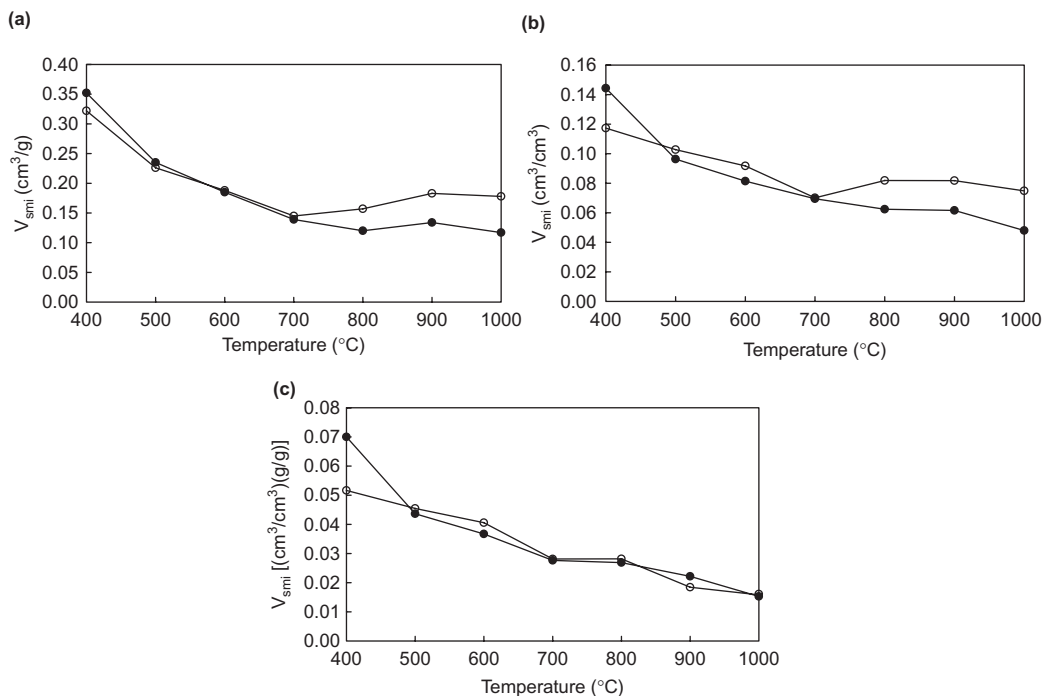 (a)
V_smi (cm³/g)
0.40
0.35
0.30
0.25
0.20
0.15
0.10
0.05
0.00
400 500 600 700 800 900 1000
Temperature (°C)
(b)
V_smi (cm³/cm³)
0.16
0.14
0.12
0.10
0.08
0.06
0.04
0.02
0.00
400 500 600 700 800 900 1000
Temperature (°C)
(c)
V_smi [(cm³/cm³)(g/g)]
0.08
0.07
0.06
0.05
0.04
0.03
0.02
0.01
0.00
400 500 600 700 800 900 1000
Temperature (°C)